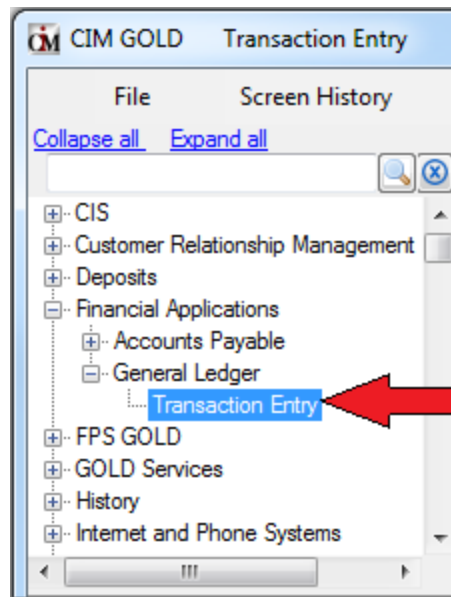 CIM CIM GOLD Transaction Entry
File Screen History
Collapse all Expand all
CIS
Customer Relationship Management
Deposits
Financial Applications
Accounts Payable
General Ledger
Transaction Entry
FPS GOLD
GOLD Services
History
Internet and Phone Systems